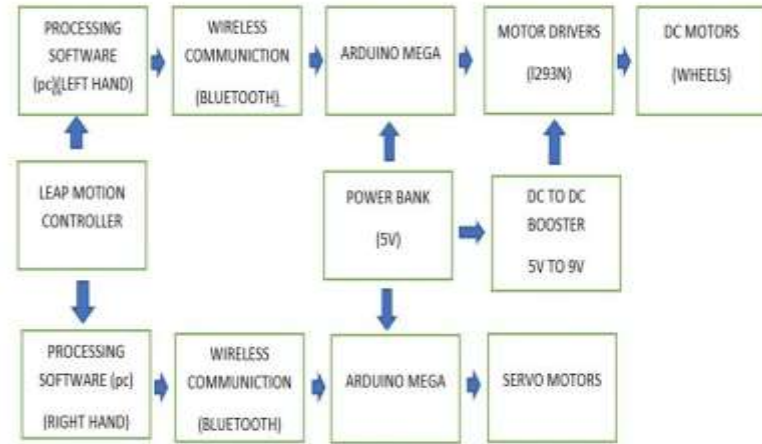 PROCESSING
SOFTWARE
(pc)(LEFT HAND)
WIRELESS
COMMUNICTION
(BLUETOOTH)
ARDUINO MEGA
MOTOR DRIVERS
(l293N)
DC MOTORS
(WHEELS)
LEAP MOTION
CONTROLLER
POWER BANK
(5V)
DC TO DC
BOOSTER
5V TO 9V
PROCESSING
SOFTWARE (pc)
(RIGHT HAND)
WIRELESS
COMMUNICTION
(BLUETOOTH)
ARDUINO MEGA
SERVO MOTORS